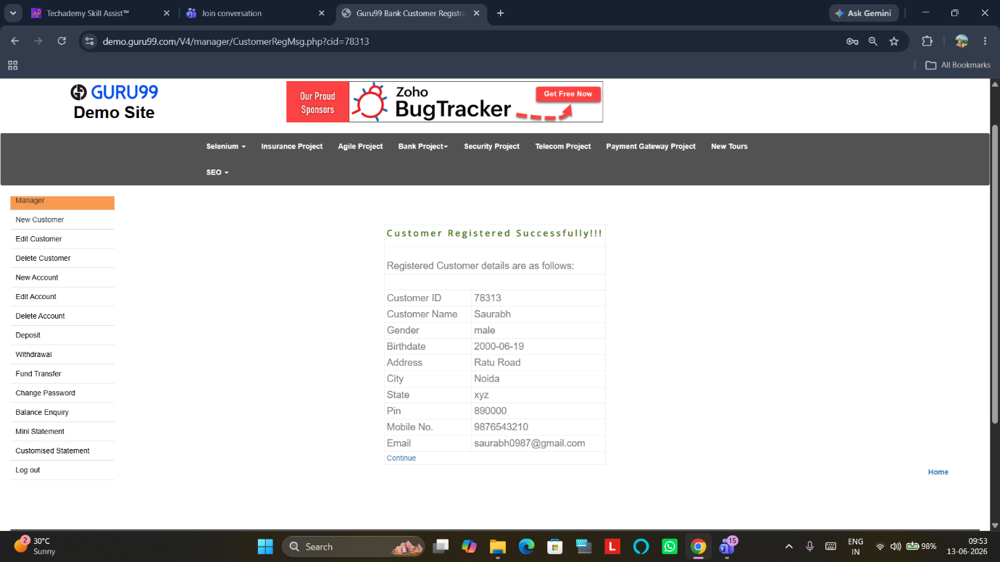 Techademy Skill Assist™
Join conversation
Guru99 Bank Customer Registra
Ask Gemini
demo.guru99.com/V4/manager/CustomerRegMsg.php?cid=78313
All Bookmarks
GURU99
Demo Site
Our Proud
Sponsors
Zoho
BugTracker
Get Free Now
Selenium
Insurance Project
Agile Project
Bank Project
Security Project
Telecom Project
Payment Gateway Project
New Tours
SEO
Manager
New Customer
Edit Customer
Delete Customer
New Account
Edit Account
Delete Account
Deposit
Withdrawal
Fund Transfer
Change Password
Balance Enquiry
Mini Statement
Customised Statement
Log out
Customer Registered Successfully!!!
Registered Customer details are as follows:
Customer ID 78313
Customer Name Saurabh
Gender male
Birthdate 2000-06-19
Address Ratu Road
City Noida
State xyz
Pin 890000
Mobile No. 9876543210
Email saurabh0987@gmail.com
Continue
Home
2
30°C
Sunny
Search
L
15
ENG
IN
98%
09:53
13-06-2026